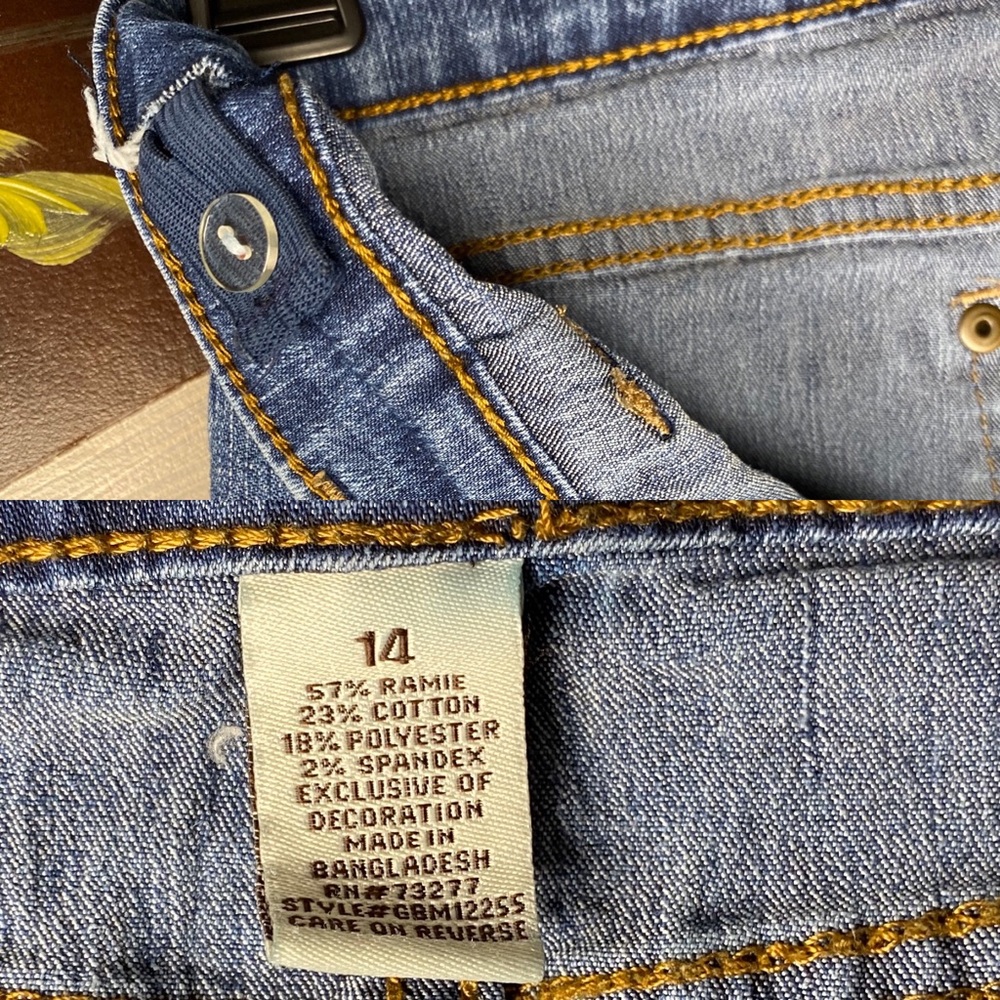 14
57% RAMIE
23% COTTON
18% POLYESTER
2% SPANDEX
EXCLUSIVE OF
DECORATION
MADE IN
BANGLADESH
RN#73277
STYLE#GBM12255
CARE ON REVERSE